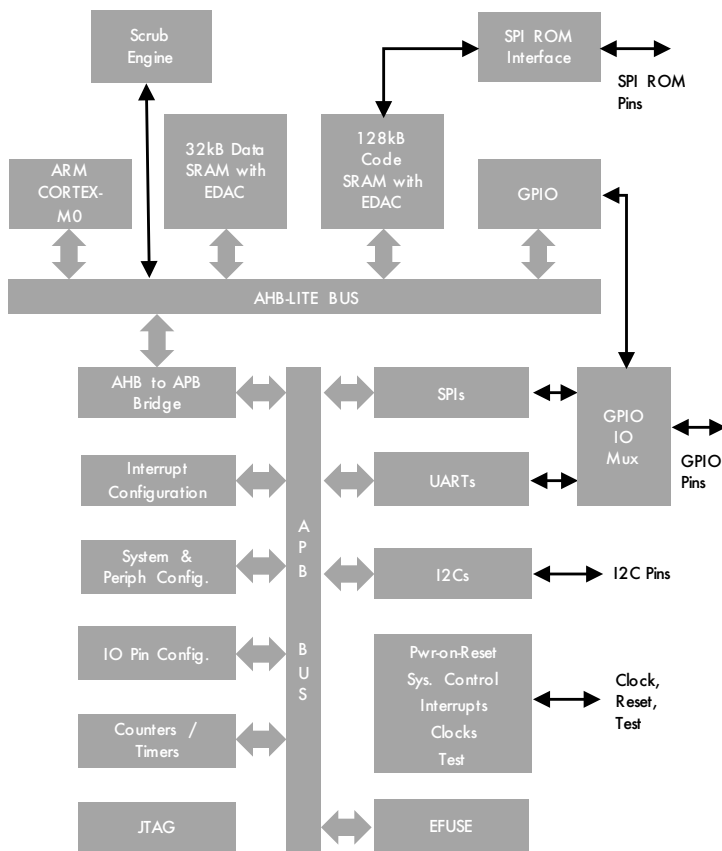 Scrub
Engine
SPI ROM
Interface
SPI ROM
Pins
ARM
CORTEX-
M0
32kB Data
SRAM with
EDAC
128kB
Code
SRAM with
EDAC
GPIO
AHB-LITE BUS
AHB to APB
Bridge
SPIs
GPIO
IO
Mux
GPIO
Pins
Interrupt
Configuration
UARTs
A
P
B
B
U
S
System &
Periph Config.
I2Cs
I2C Pins
IO Pin Config.
Pwr-on-Reset
Sys. Control
Interrupts
Clocks
Test
Clock,
Reset,
Test
Counters /
Timers
JTAG
EFUSE